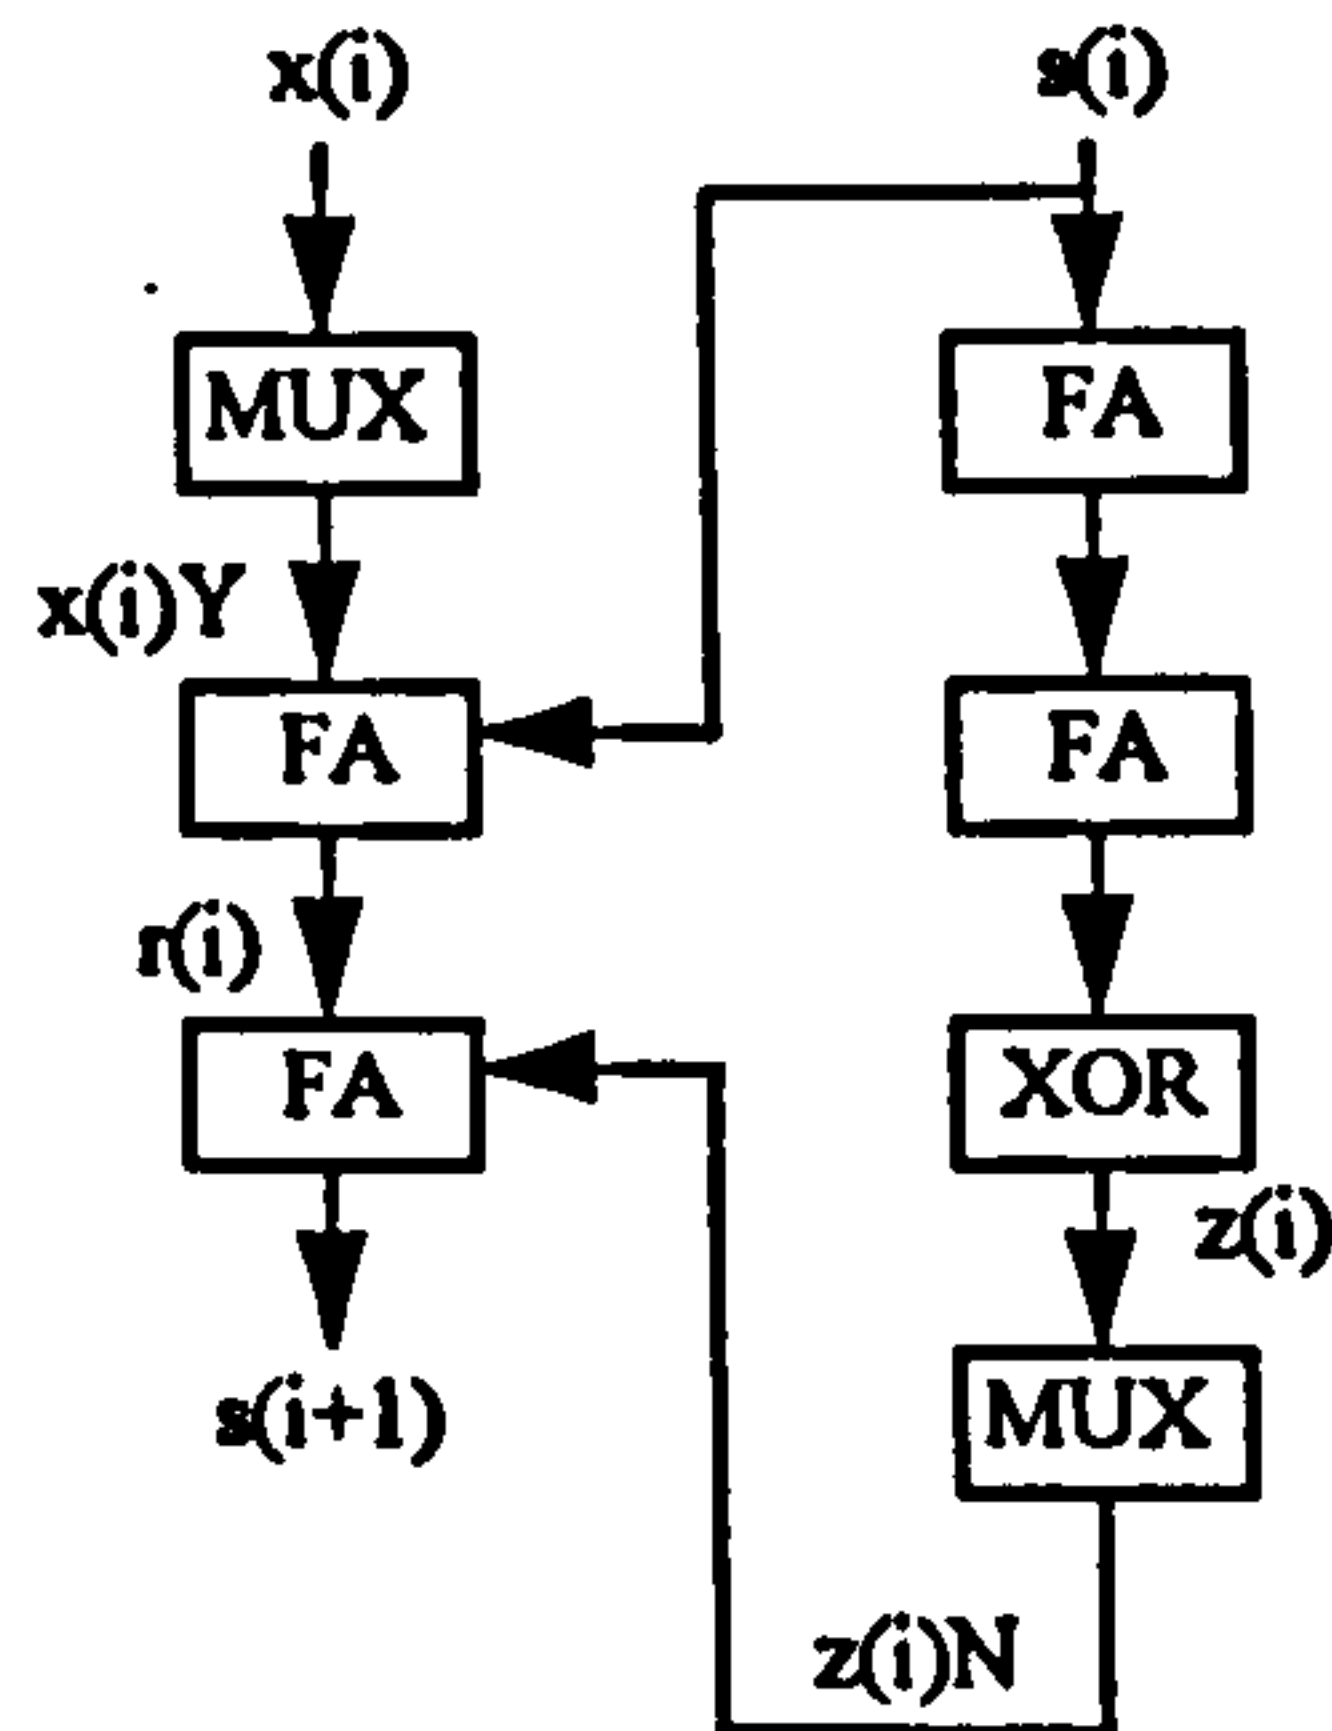 x(i)
s(i)
MUX
FA
x(i)Y
FA
FA
r(i)
FA
XOR
z(i)
s(i+1)
MUX
z(i)N